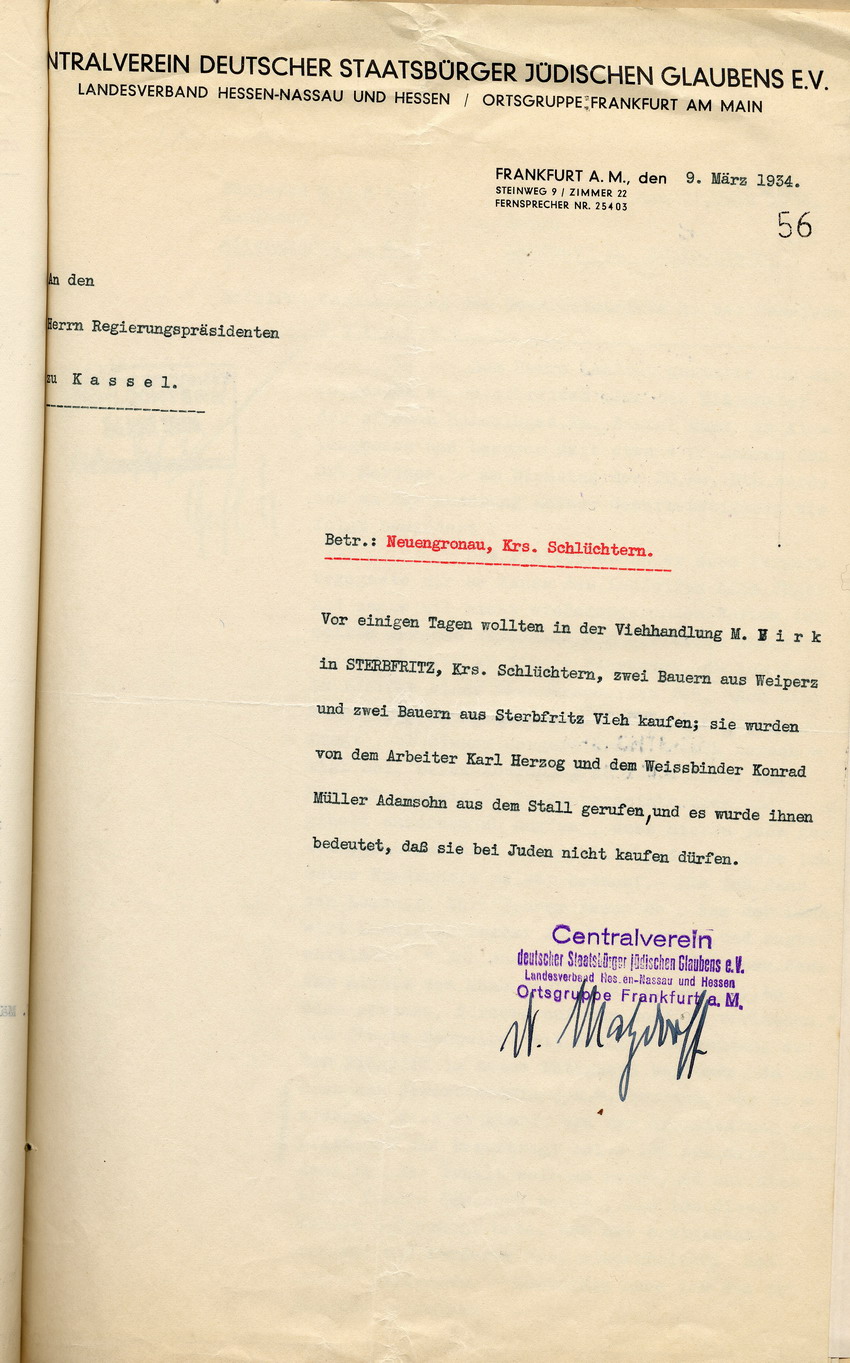 NTRALVEREIN DEUTSCHER STAATSBÜRGER JÜDISCHEN GLAUBENS E.V.
LANDESVERBAND HESSEN-NASSAU UND HESSEN / ORTSGRUPPE FRANKFURT AM MAIN
FRANKFURT A. M., den 9. März 1934.
STEINWEG 9 / ZIMMER 22
FERNSPRECHER NR. 25403
56
An den
Herrn Regierungspräsidenten
zu K a s s e l.
Betr.: Neuengronau, Krs. Schlüchtern.
Vor einigen Tagen wollten in der Viehhandlung M.
in STERBFRITZ, Krs. Schlüchtern, zwei Bauern aus Weiperz
und zwei Bauern aus Sterbfritz Vieh kaufen; sie wurden
von dem Arbeiter Karl Herzog und dem Weissbinder Konrad
Müller Adamsohn aus dem Stall gerufen,und es wurde ihnen
bedeutet, daß sie bei Juden nicht kaufen dürfen.
Centralverein
deutscher Staatsbürger jüdischen Glaubens e.V.
Landesverband Hessen-Nassau und Hessen
Ortsgruppe Frankfurt a. M.